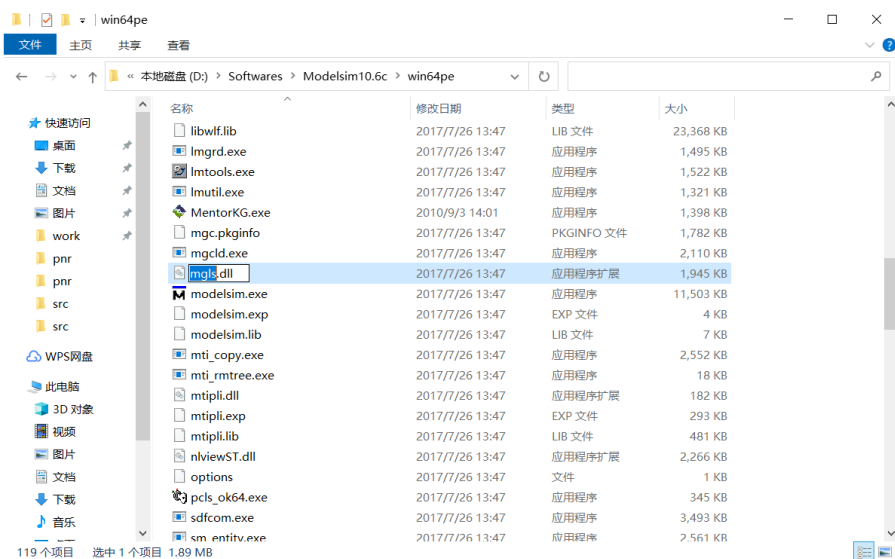 win64pe
文件 主页 共享 查看
« 本地磁盘 (D:) › Softwares › Modelsim10.6c › win64pe
名称 修改日期 类型 大小
快速访问
桌面
下载
文档
图片
work
pnr
pnr
src
src
WPS网盘
此电脑
3D 对象
视频
图片
文档
下载
音乐
libwlf.lib 2017/7/26 13:47 LIB 文件 23,368 KB
lmgrd.exe 2017/7/26 13:47 应用程序 1,495 KB
lmtools.exe 2017/7/26 13:47 应用程序 1,522 KB
lmutil.exe 2017/7/26 13:47 应用程序 1,321 KB
MentorKG.exe 2010/9/3 14:01 应用程序 1,398 KB
mgc.pkginfo 2017/7/26 13:47 PKGINFO 文件 1,782 KB
mgcld.exe 2017/7/26 13:47 应用程序 2,110 KB
mgls.dll 2017/7/26 13:47 应用程序扩展 1,945 KB
modelsim.exe 2017/7/26 13:47 应用程序 11,503 KB
modelsim.exp 2017/7/26 13:47 EXP 文件 4 KB
modelsim.lib 2017/7/26 13:47 LIB 文件 7 KB
mti_copy.exe 2017/7/26 13:47 应用程序 2,552 KB
mti_rmtree.exe 2017/7/26 13:47 应用程序 18 KB
mtipli.dll 2017/7/26 13:47 应用程序扩展 182 KB
mtipli.exp 2017/7/26 13:47 EXP 文件 293 KB
mtipli.lib 2017/7/26 13:47 LIB 文件 481 KB
nlviewST.dll 2017/7/26 13:47 应用程序扩展 2,266 KB
options 2017/7/26 13:47 文件 1 KB
pcls_ok64.exe 2017/7/26 13:47 应用程序 345 KB
sdfcom.exe 2017/7/26 13:47 应用程序 3,493 KB
sm_entity.exe 2017/7/26 13:47 应用程序 2,561 KB
119 个项目 选中 1 个项目 1.89 MB